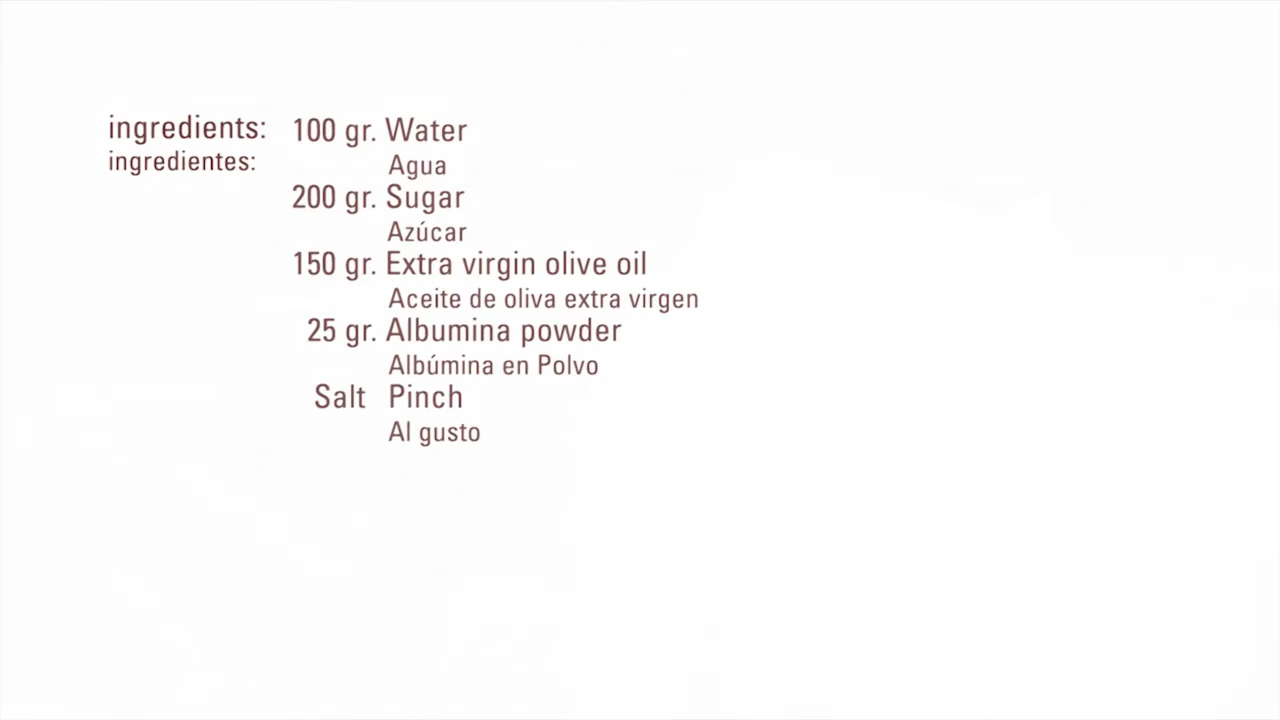 ingredients: 100 gr. Water
ingredientes: Agua
200 gr. Sugar
Azúcar
150 gr. Extra virgin olive oil
Aceite de oliva extra virgen
25 gr. Albumina powder
Albúmina en Polvo
Salt Pinch
Al gusto